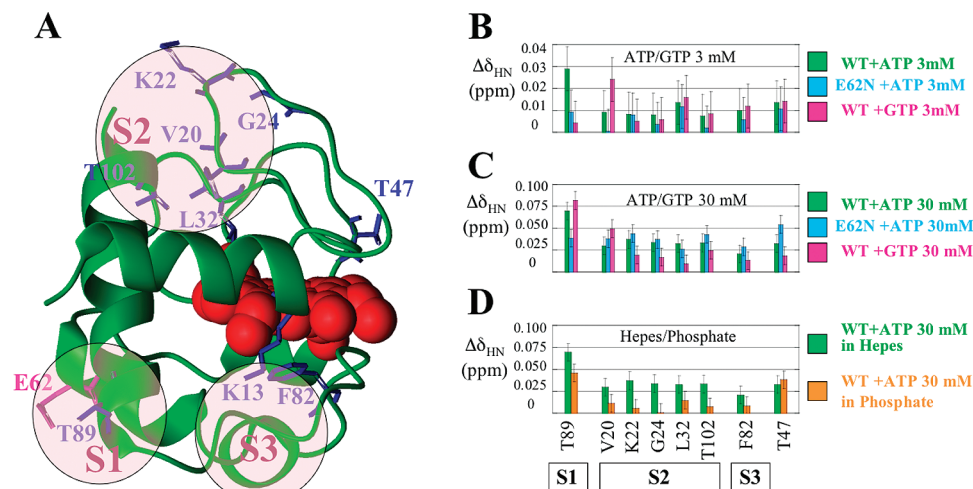 A
K22
G24
V20
S2
T102
T47
L32
E62
K13
F82
T89
S1
S3
B
ATP/GTP 3 mM
ΔδHN
(ppm)
0.04
0.03
0.02
0.01
0
WT+ATP 3mM
E62N +ATP 3mM
WT +GTP 3mM
C
ATP/GTP 30 mM
ΔδHN
(ppm)
0.100
0.075
0.050
0.025
0
WT+ATP 30 mM
E62N +ATP 30mM
WT +GTP 30 mM
D
Hepes/Phosphate
ΔδHN
(ppm)
0.100
0.075
0.050
0.025
0
WT+ATP 30 mM
in Hepes
WT +ATP 30 mM
in Phosphate
T89
V20
K22
G24
L32
T102
F82
T47
S1
S2
S3